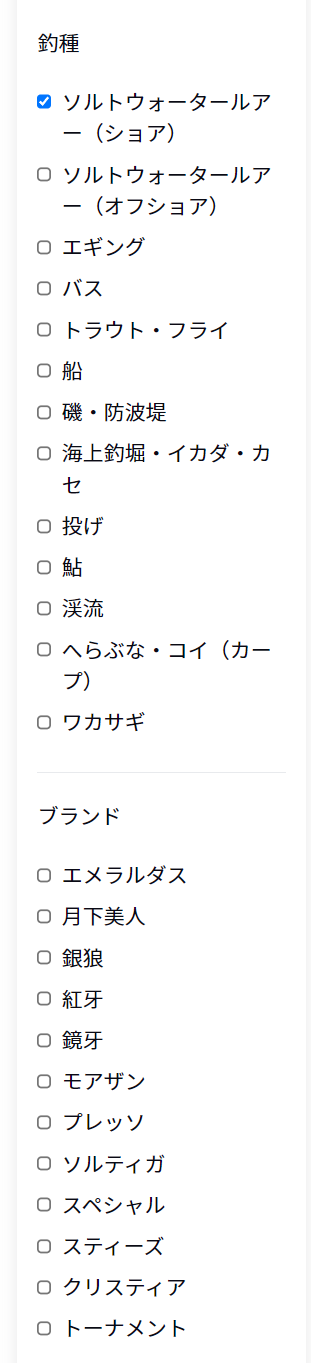 釣種
ソルトウォータールア
ー（ショア）
ソルトウォータールア
ー（オフショア）
エギング
バス
トラウト・フライ
船
磯・防波堤
海上釣堀・イカダ・カ
セ
投げ
鮎
渓流
へらぶな・コイ（カー
プ）
ワカサギ
ブランド
エメラルダス
月下美人
銀狼
紅牙
鏡牙
モアザン
プレッソ
ソルティガ
スペシャル
スティーズ
クリスティア
トーナメント